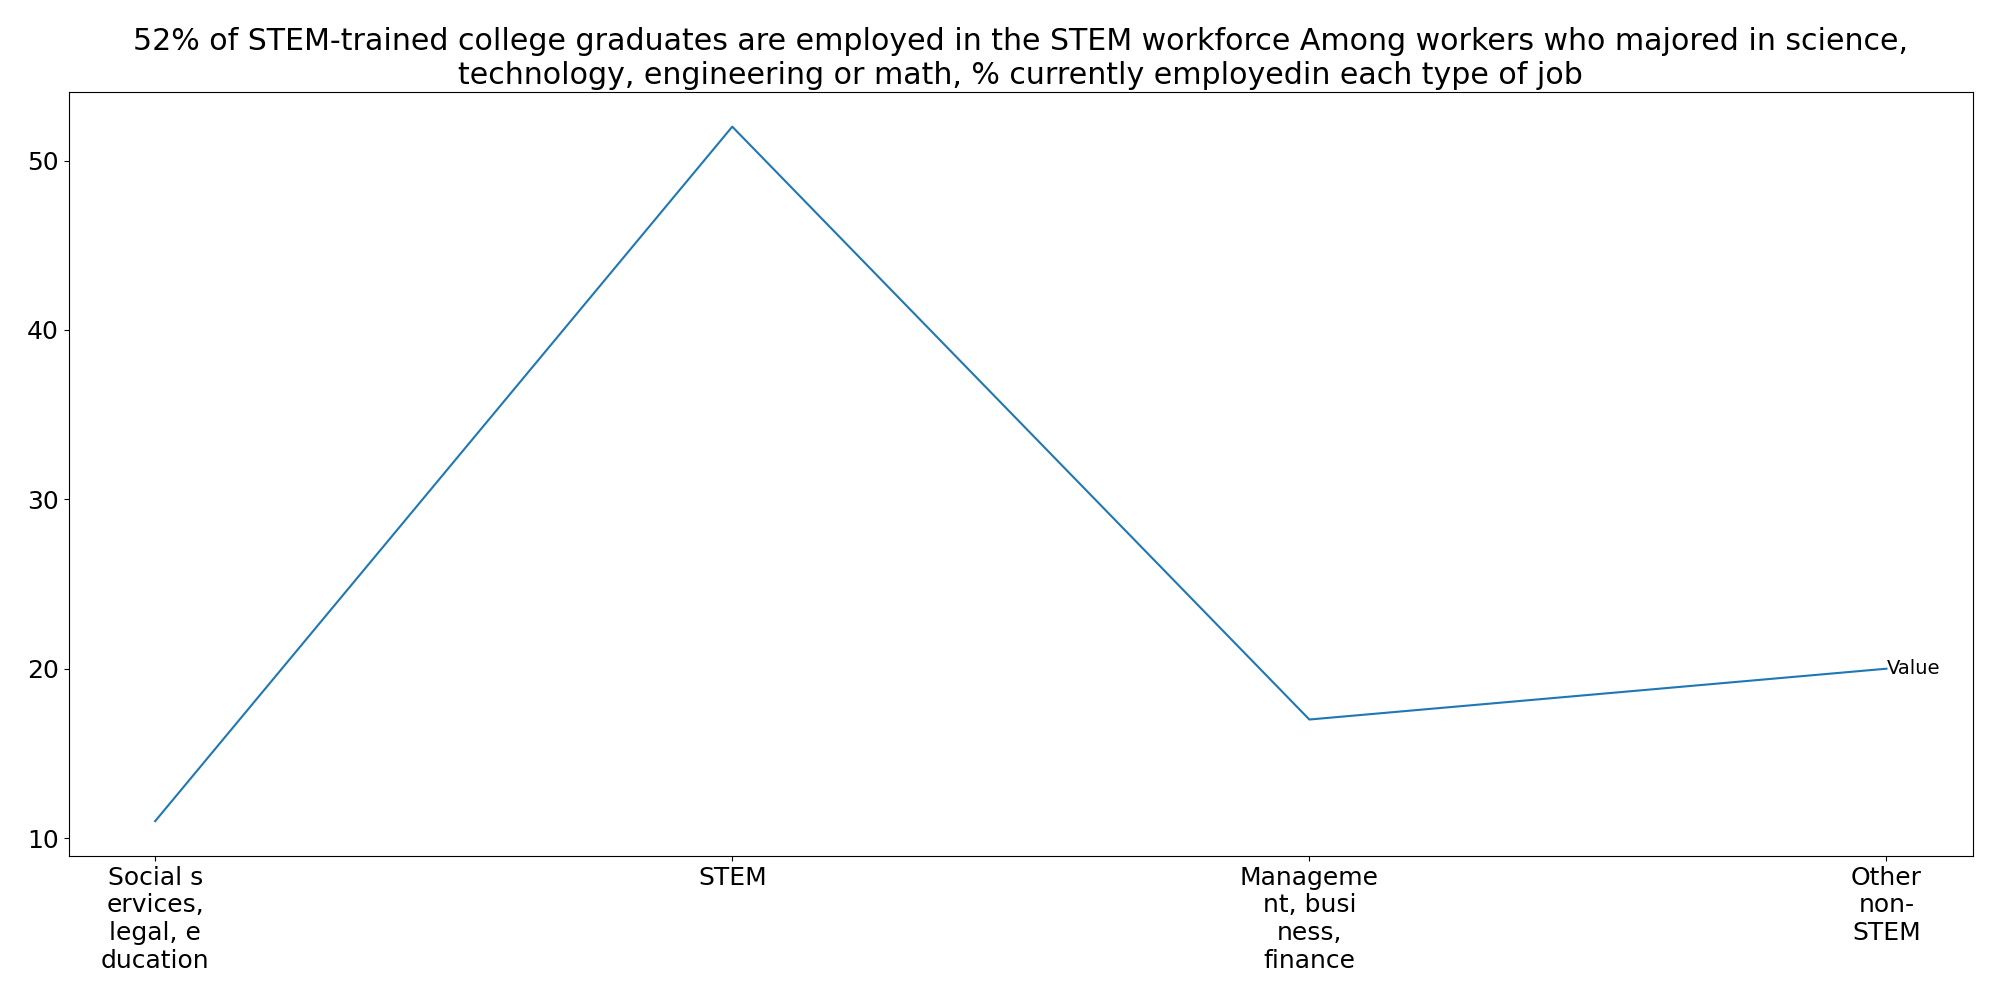 52% of STEM-trained college graduates are employed in the STEM workforce Among workers who majored in science,
technology, engineering or math, % currently employedin each type of job
50
40
30
20
10
Value
Social s
ervices,
legal, e
ducation
STEM
Manageme
nt, busi
ness,
finance
Other
non-
STEM